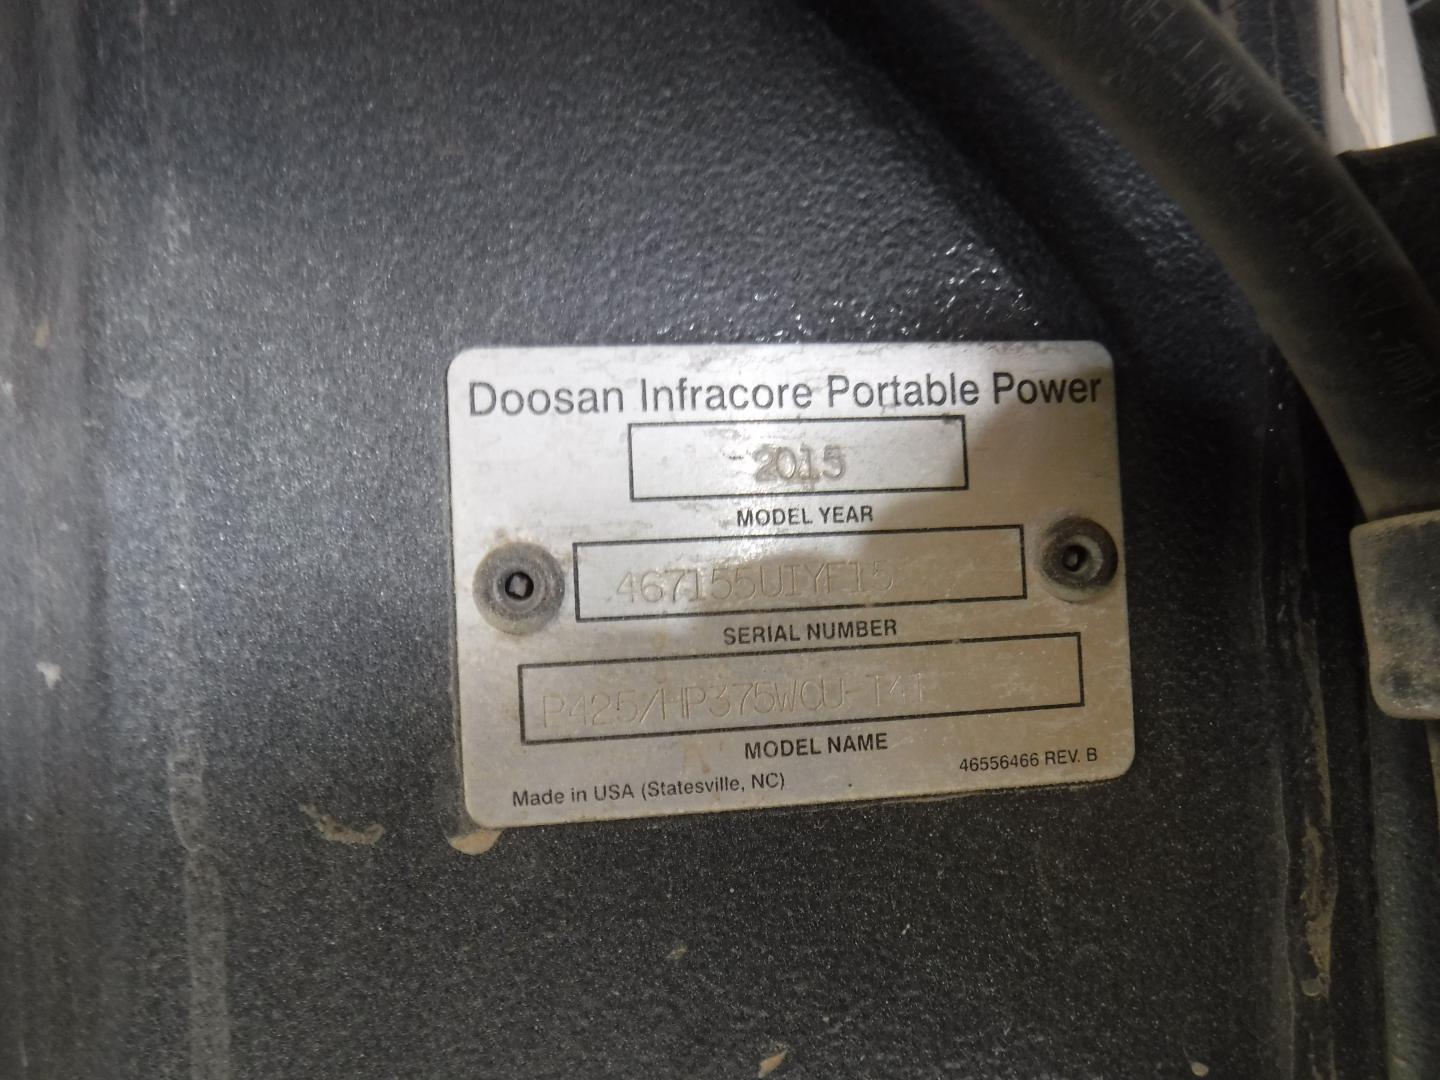 Doosan Infracore Portable Power
2015
MODEL YEAR
467155UIYF15
SERIAL NUMBER
P425/HP375WCU-T4I
MODEL NAME
Made in USA (Statesville, NC)
46556466 REV. B